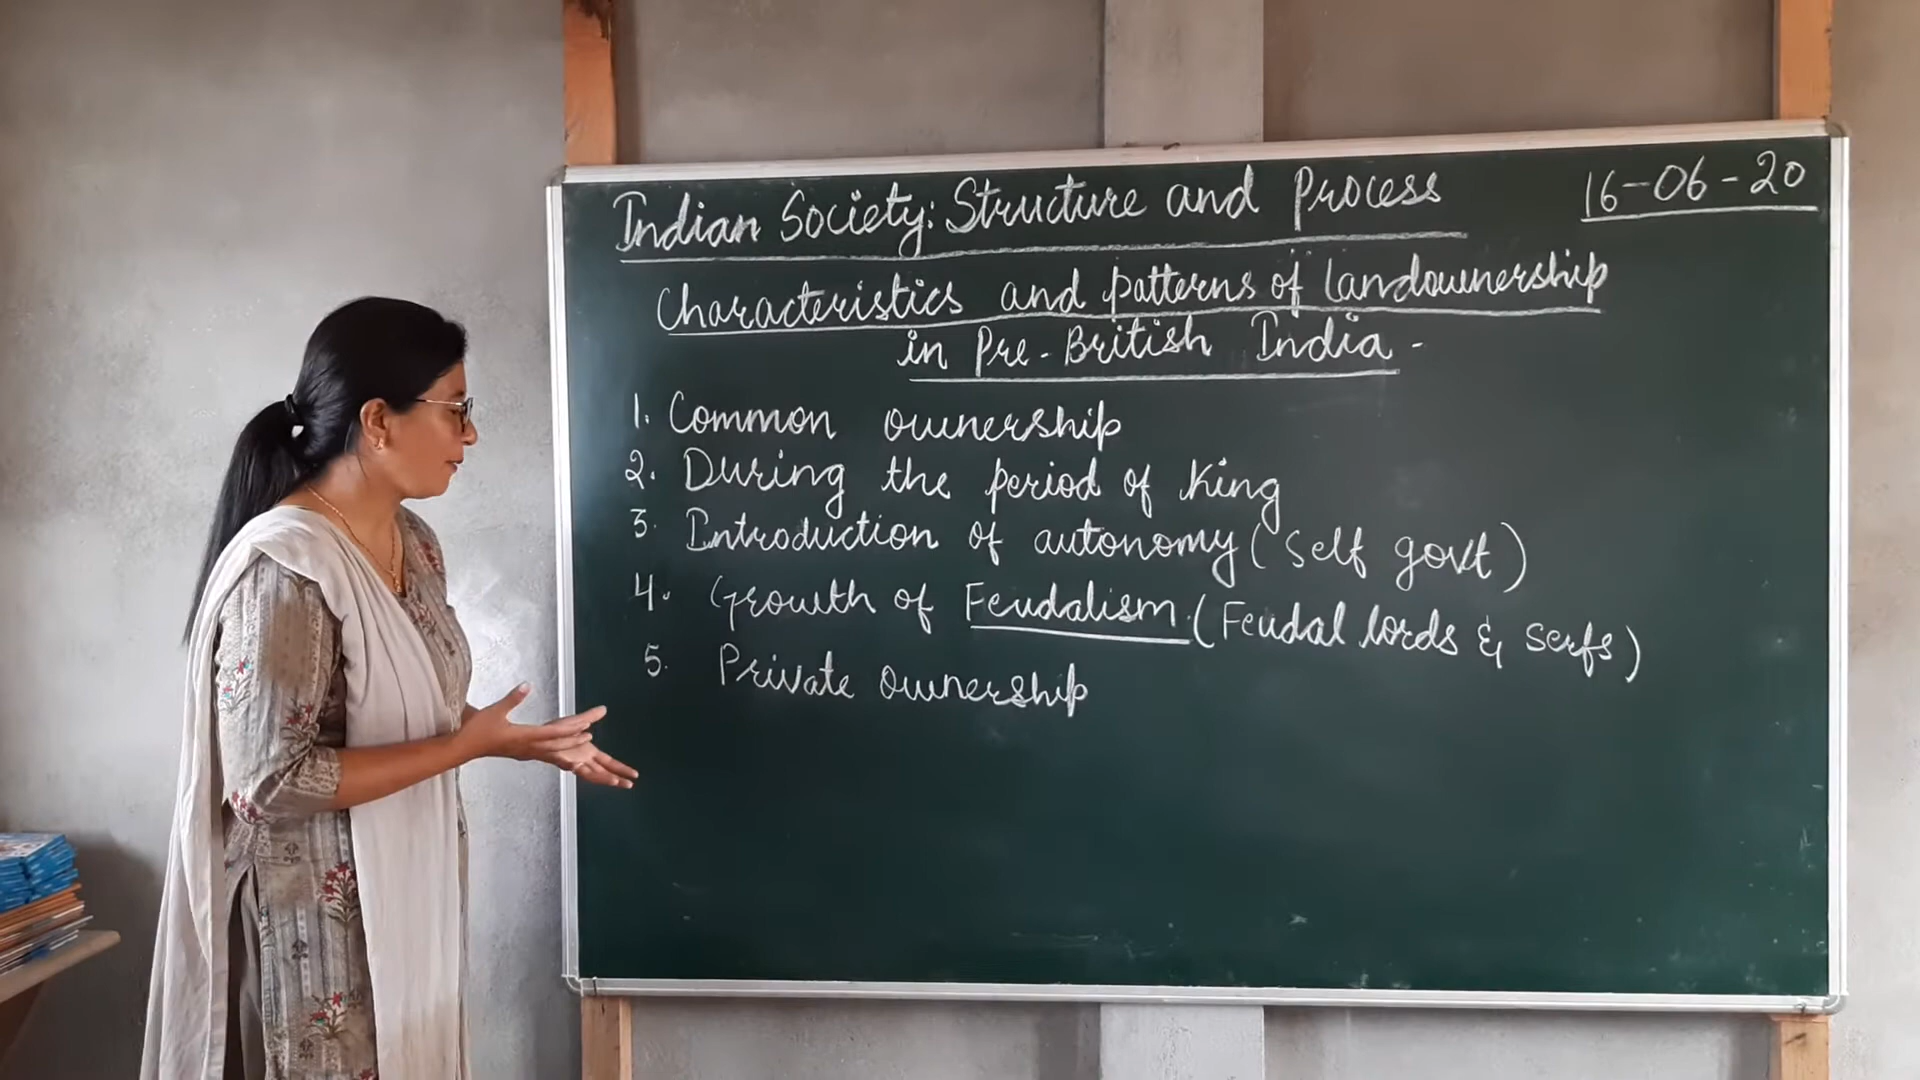 Indian Society: Structure and Process
16-06-20
Characteristics and patterns of landownership
in Pre-British India -
1. Common ownership
2. During the period of King
3. Introduction of autonomy (Self govt)
4. Growth of Feudalism (Feudal lords & Serfs)
5. Private ownership